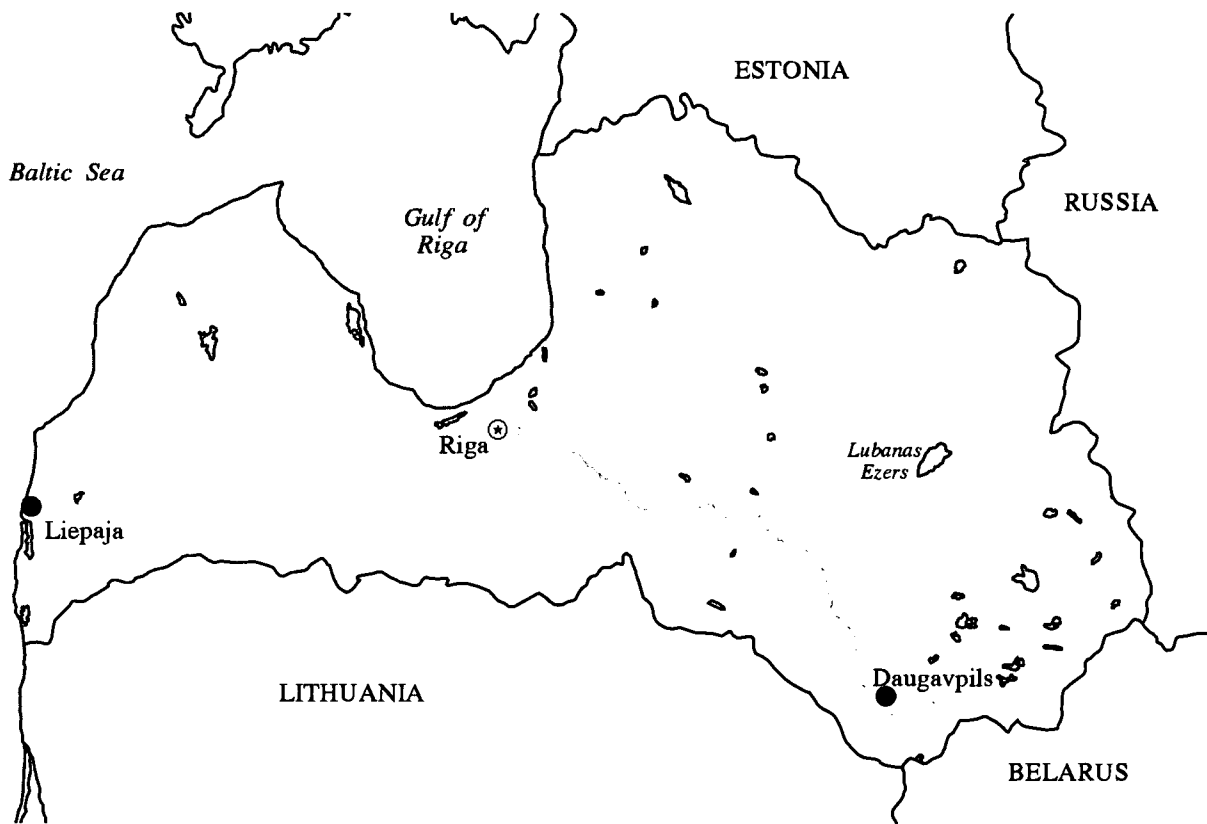 ESTONIA
Baltic Sea
RUSSIA
Gulf of
Riga
Riga
Lubanas
Ezers
Liepaja
Daugavpils
LITHUANIA
BELARUS